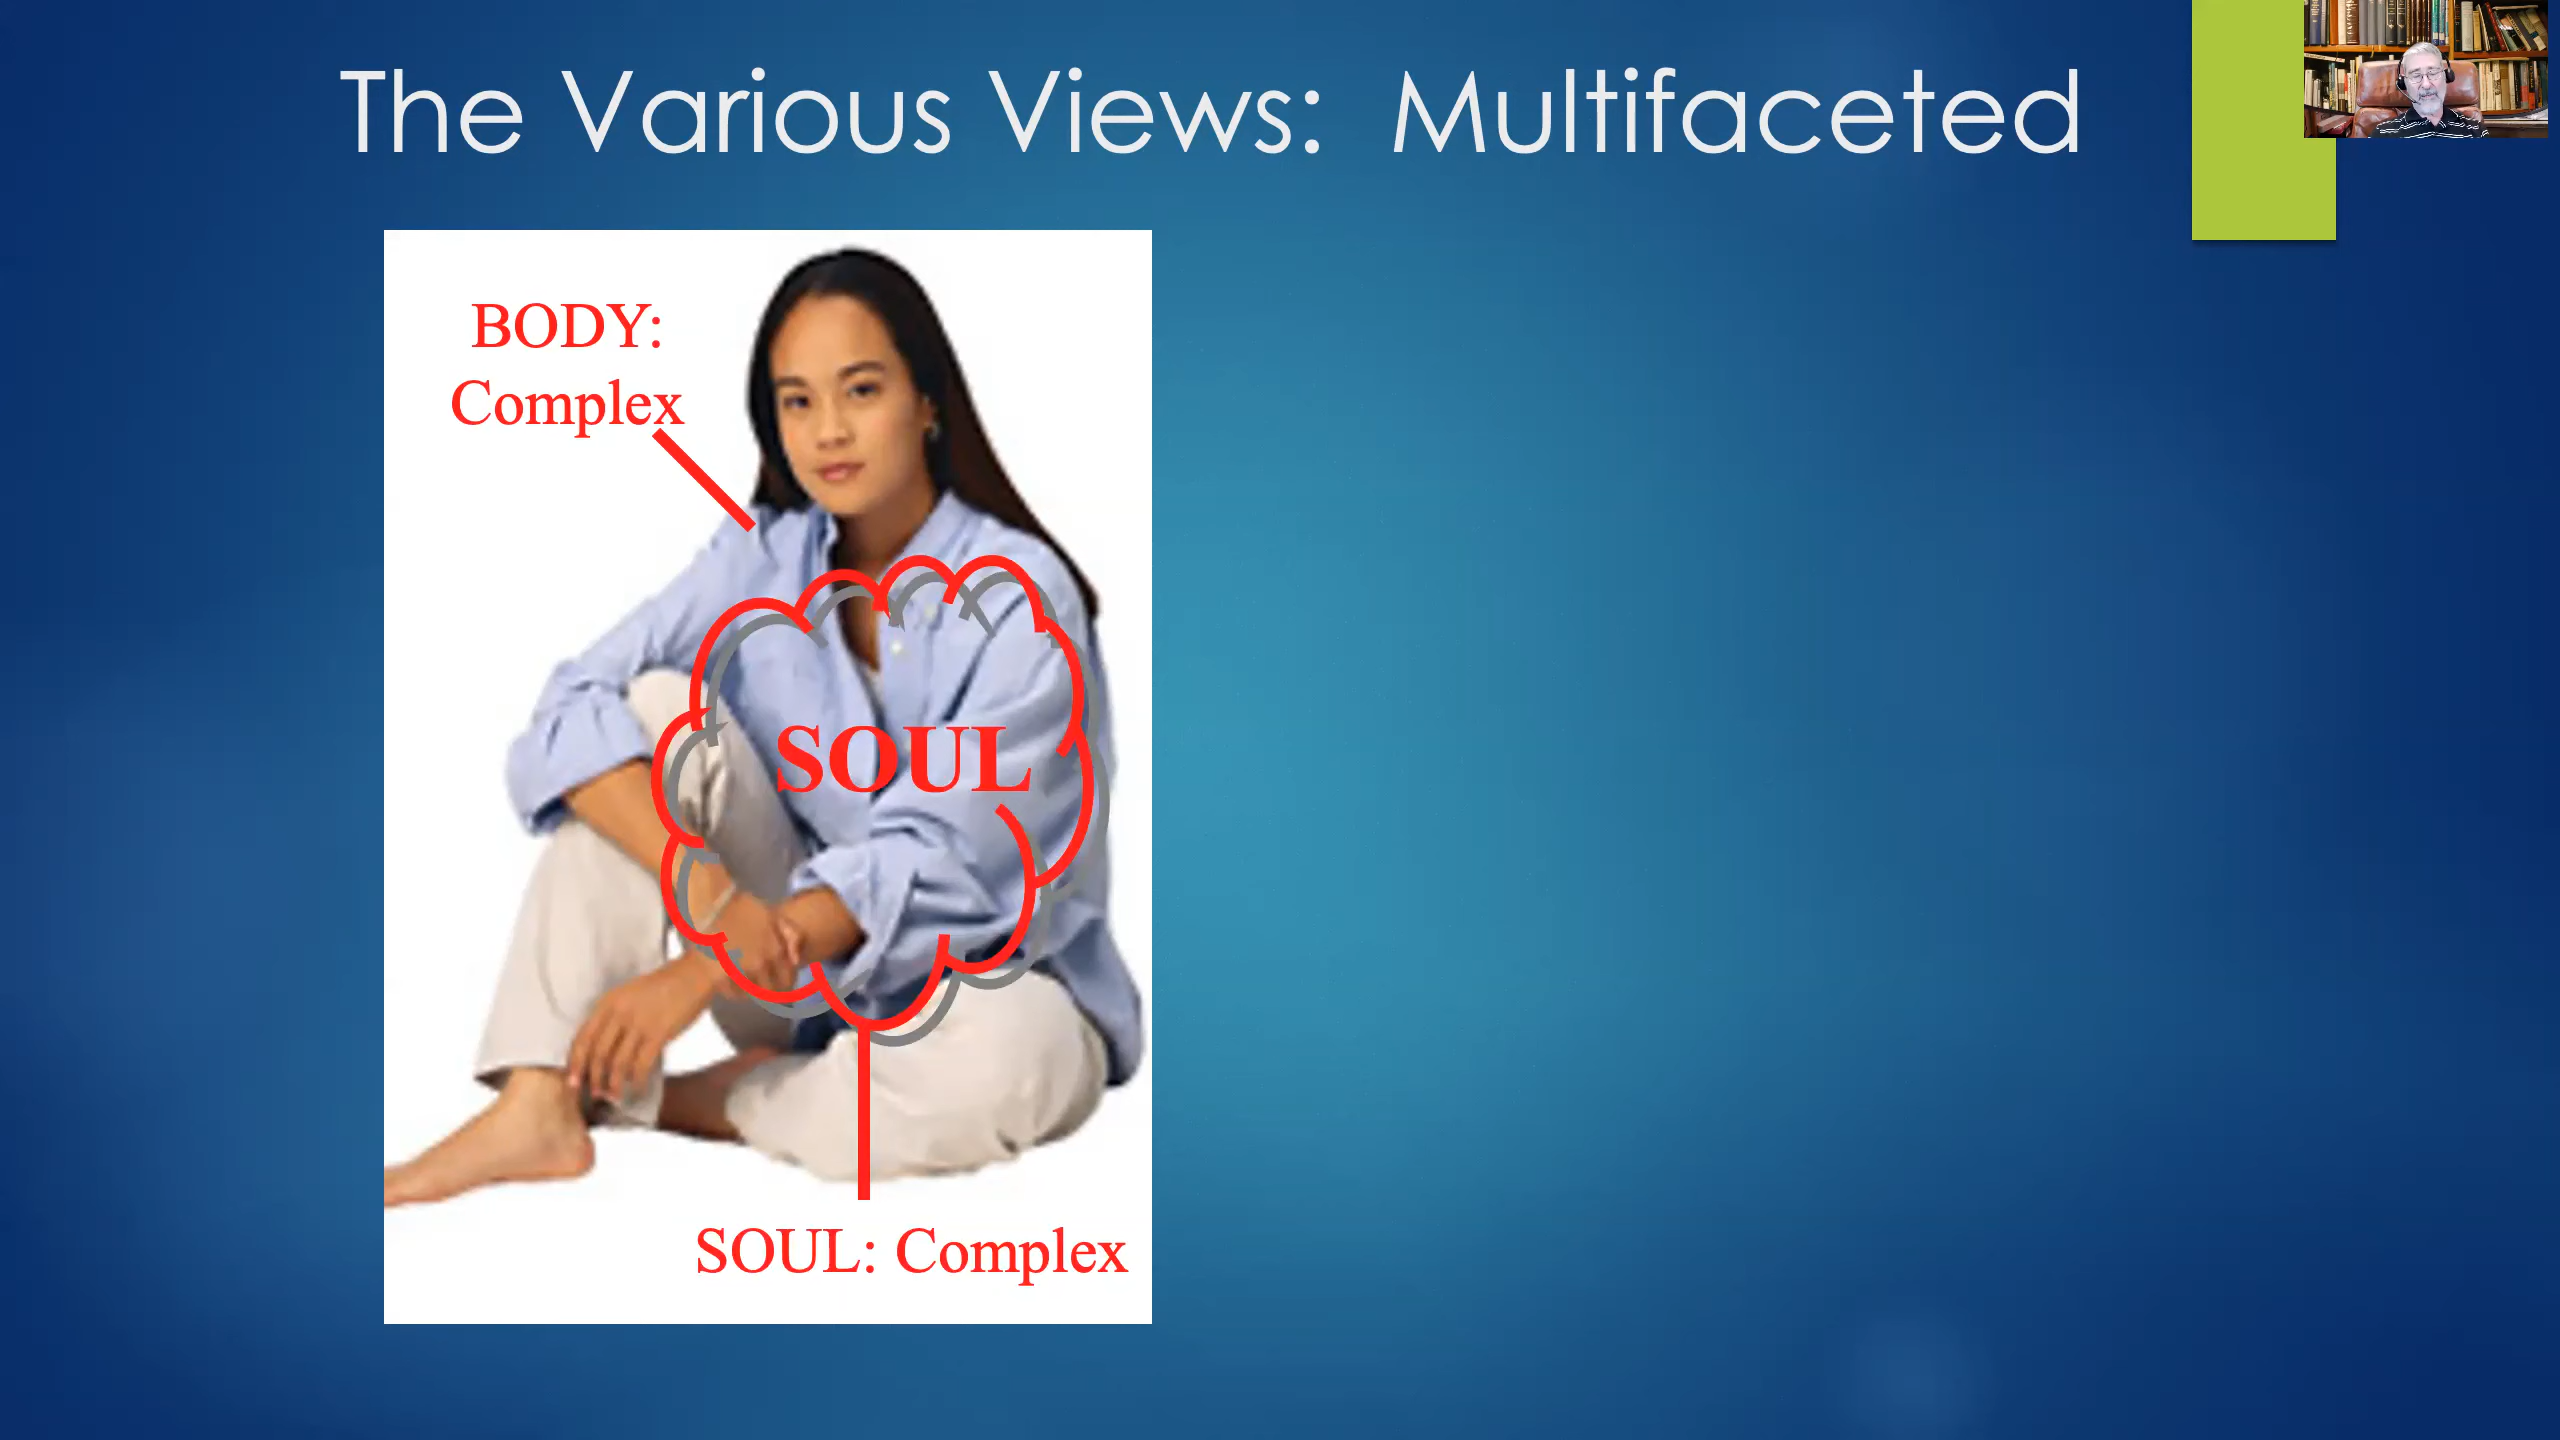 The Various Views:  Multifaceted
BODY:
Complex
SOUL
SOUL: Complex